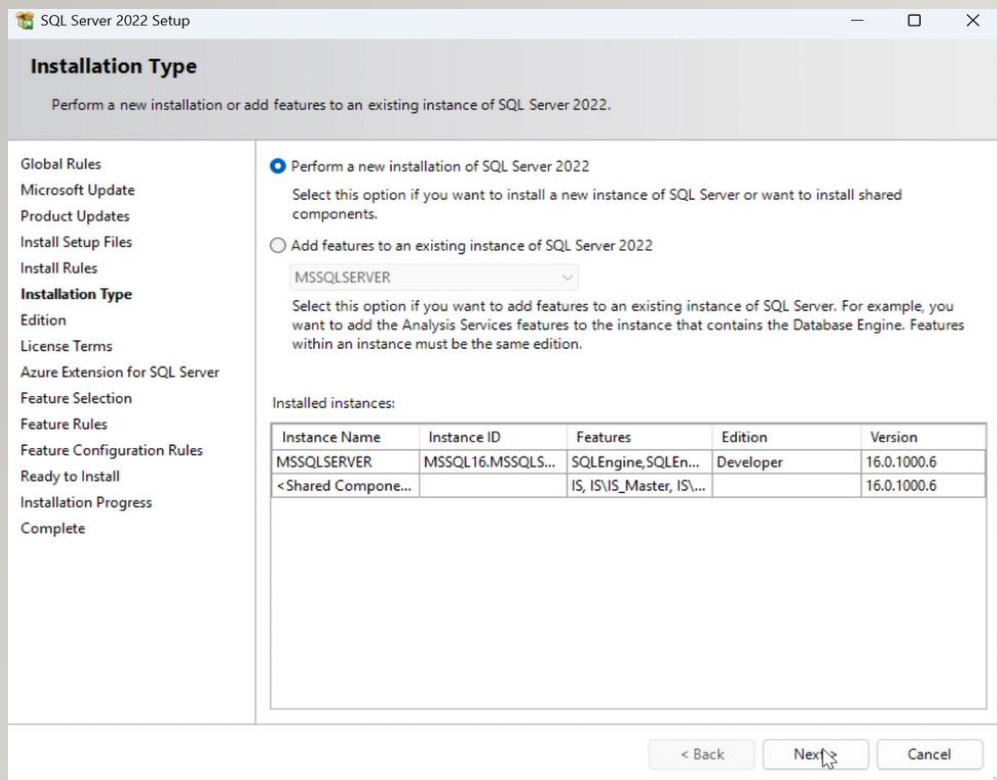 SQL Server 2022 Setup
Installation Type
Perform a new installation or add features to an existing instance of SQL Server 2022.
Global Rules
Microsoft Update
Product Updates
Install Setup Files
Install Rules
Installation Type
Edition
License Terms
Azure Extension for SQL Server
Feature Selection
Feature Rules
Feature Configuration Rules
Ready to Install
Installation Progress
Complete
Perform a new installation of SQL Server 2022
Select this option if you want to install a new instance of SQL Server or want to install shared
components.
Add features to an existing instance of SQL Server 2022
MSSQLSERVER
Select this option if you want to add features to an existing instance of SQL Server. For example, you
want to add the Analysis Services features to the instance that contains the Database Engine. Features
within an instance must be the same edition.
Installed instances:
Instance Name Instance ID Features Edition Version
MSSQLSERVER MSSQL16.MSSQLS... SQLEngine,SQLEn... Developer 16.0.1000.6
<Shared Compone... IS, IS\IS_Master, IS\... 16.0.1000.6
< Back Next > Cancel